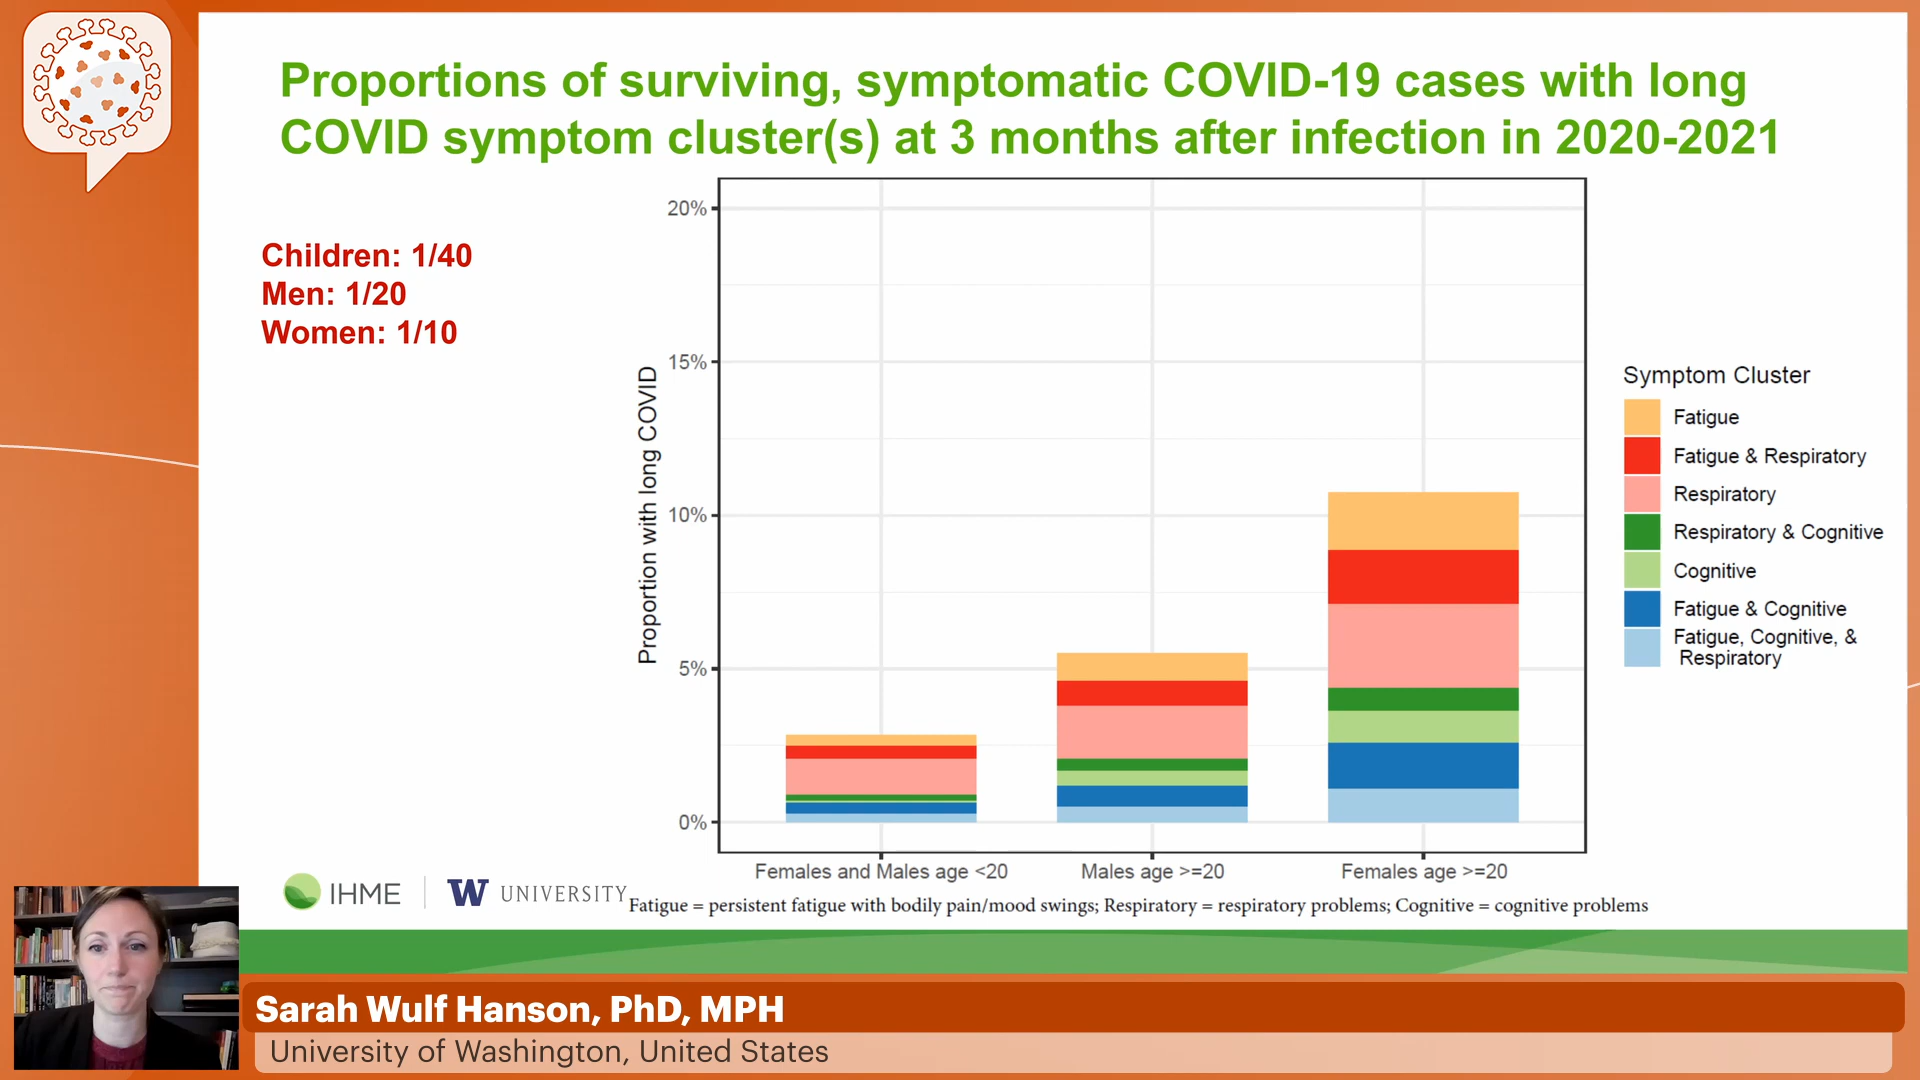 Proportions of surviving, symptomatic COVID-19 cases with long
COVID symptom cluster(s) at 3 months after infection in 2020-2021
Children: 1/40
Men: 1/20
Women: 1/10
Proportion with long COVID
20%
15%
10%
5%
0%
Females and Males age <20
Males age >=20
Females age >=20
Symptom Cluster
Fatigue
Fatigue & Respiratory
Respiratory
Respiratory & Cognitive
Cognitive
Fatigue & Cognitive
Fatigue, Cognitive, &
Respiratory
IHME
W UNIVERSITY
Fatigue = persistent fatigue with bodily pain/mood swings; Respiratory = respiratory problems; Cognitive = cognitive problems
Sarah Wulf Hanson, PhD, MPH
University of Washington, United States